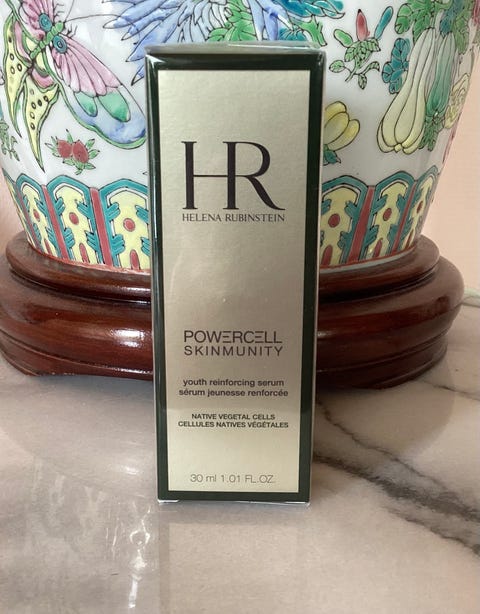 HR
HELENA RUBINSTEIN
POWERCELL
SKINMUNITY
youth reinforcing serum
sérum jeunesse renforcée
NATIVE VEGETAL CELLS
CELLULES NATIVES VÉGÉTALES
30 ml 1.01 FL.OZ.